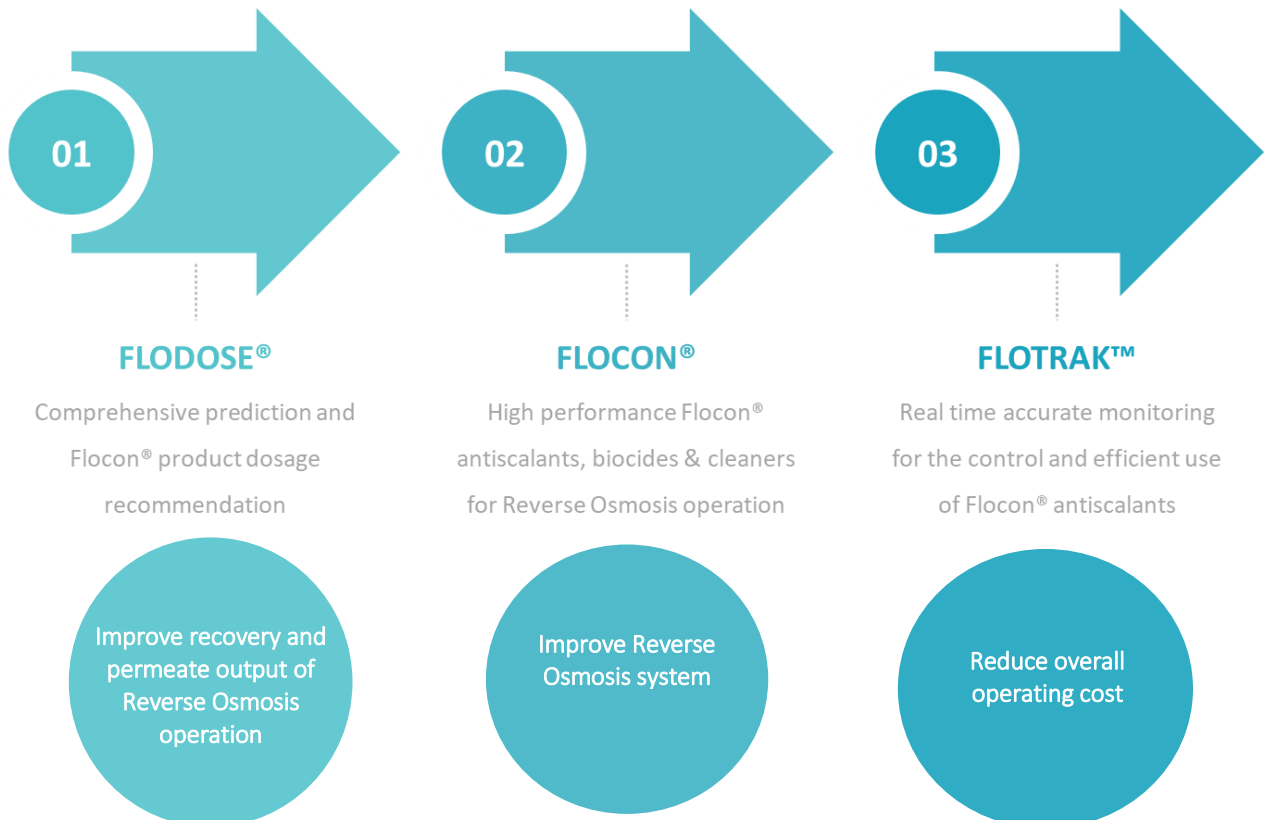 01
02
03
FLODOSE®
Comprehensive prediction and
Flocon® product dosage
recommendation
FLOCON®
High performance Flocon®
antiscalants, biocides & cleaners
for Reverse Osmosis operation
FLOTRAK™
Real time accurate monitoring
for the control and efficient use
of Flocon® antiscalants
Improve recovery and
permeate output of
Reverse Osmosis
operation
Improve Reverse
Osmosis system
Reduce overall
operating cost